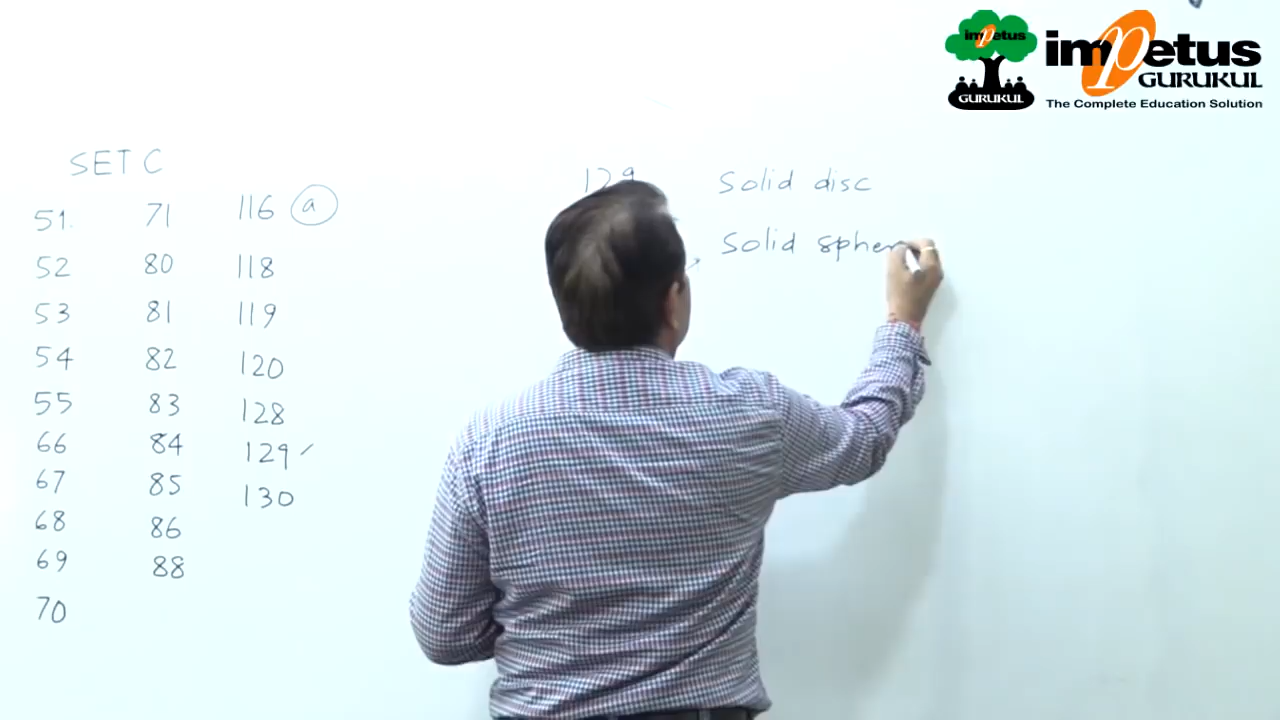 impetus
GURUKUL
impetus
GURUKUL
The Complete Education Solution
SET C
51.
52
53
54
55
66
67
68
69
70
71
80
81
82
83
84
85
86
88
116 a
118
119
120
128
129 ✓
130
129
Solid disc
Solid spher